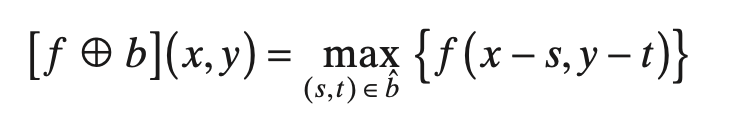 [f ⊕ b](x, y) = max {f(x − s, y − t)}
(s, t) ∈ b̂